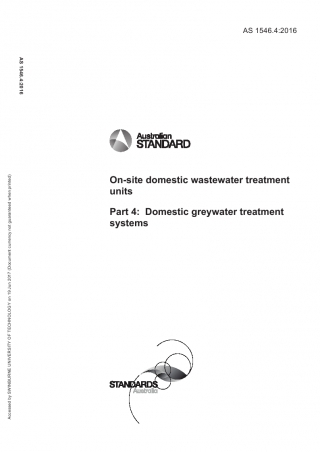 AS 1546.4:2016
AS 1546.4:2016
Australian
STANDARD
On-site domestic wastewater treatment
units
Part 4: Domestic greywater treatment
systems
Accessed by SWINBURNE UNIVERSITY OF TECHNOLOGY on 19 Jun 2017 (Document currency not guaranteed when printed)
STANDARDS
Australia